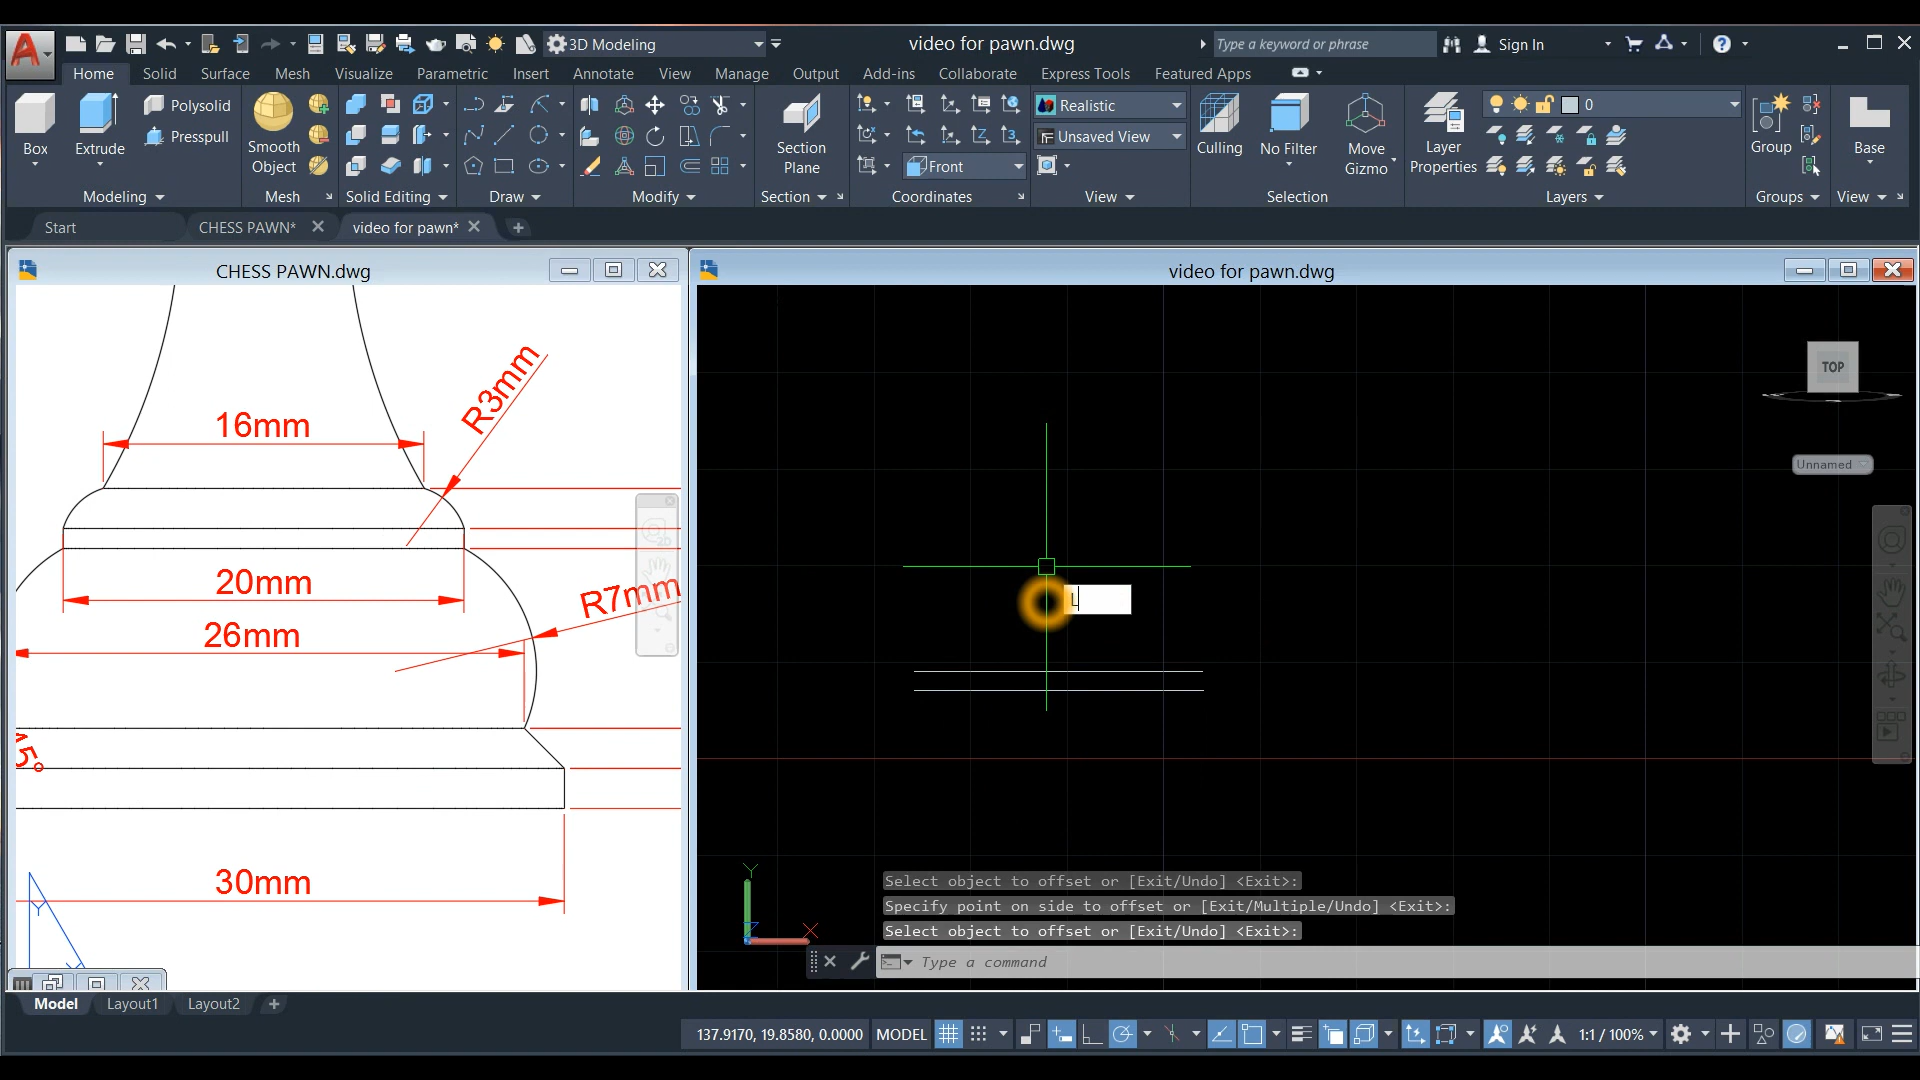 3D Modeling
video for pawn.dwg
Type a keyword or phrase
Sign In
Home Solid Surface Mesh Visualize Parametric Insert Annotate View Manage Output Add-ins Collaborate Express Tools Featured Apps
Box
Extrude
Polysolid
Presspull
Smooth
Object
Section
Plane
Realistic
Unsaved View
Front
Culling
No Filter
Move
Gizmo
Layer
Properties
0
Group
Base
Modeling Mesh Solid Editing Draw Modify Section Coordinates View Selection Layers Groups View
Start CHESS PAWN* video for pawn*
CHESS PAWN.dwg
video for pawn.dwg
16mm
R3mm
20mm
R7mm
26mm
45°
30mm
Y
TOP
Unnamed
L
Y
X
Select object to offset or [Exit/Undo] <Exit>:
Specify point on side to offset or [Exit/Multiple/Undo] <Exit>:
Select object to offset or [Exit/Undo] <Exit>:
Type a command
Model Layout1 Layout2
137.9170, 19.8580, 0.0000 MODEL 1:1 / 100%